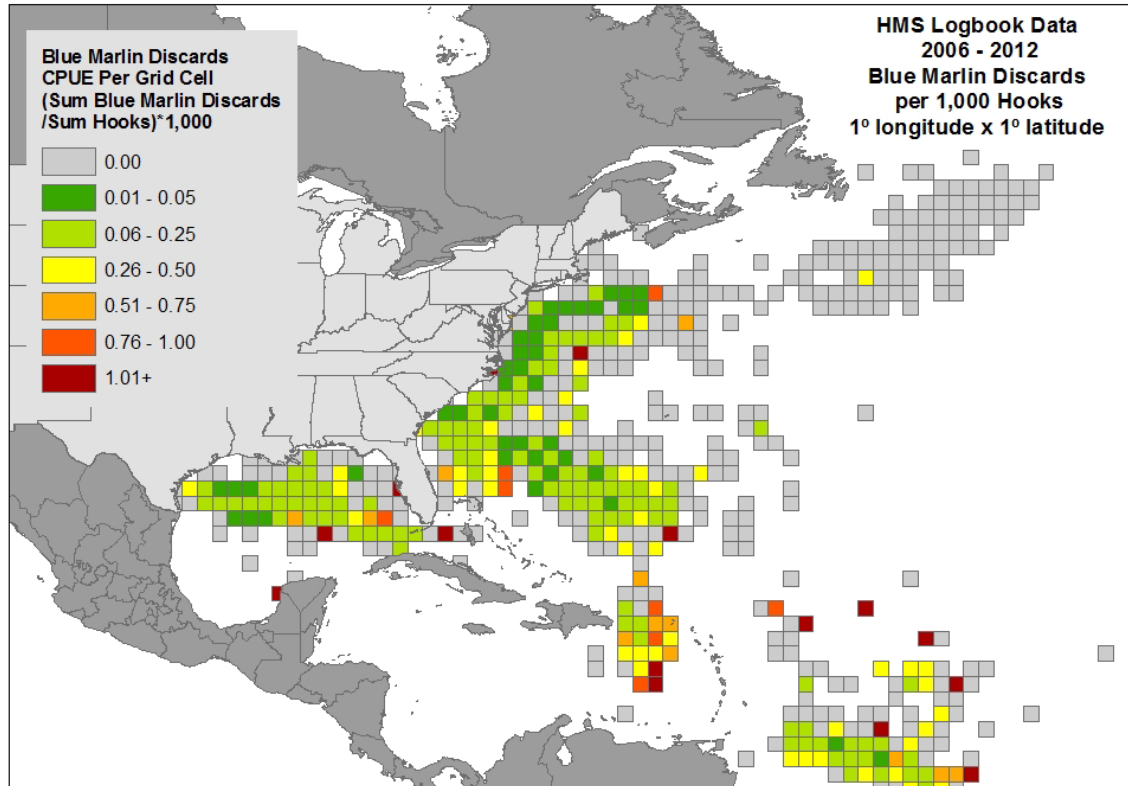 Blue Marlin Discards
CPUE Per Grid Cell
(Sum Blue Marlin Discards
/Sum Hooks)*1,000
0.00
0.01 - 0.05
0.06 - 0.25
0.26 - 0.50
0.51 - 0.75
0.76 - 1.00
1.01+
HMS Logbook Data
2006 - 2012
Blue Marlin Discards
per 1,000 Hooks
1º longitude x 1º latitude